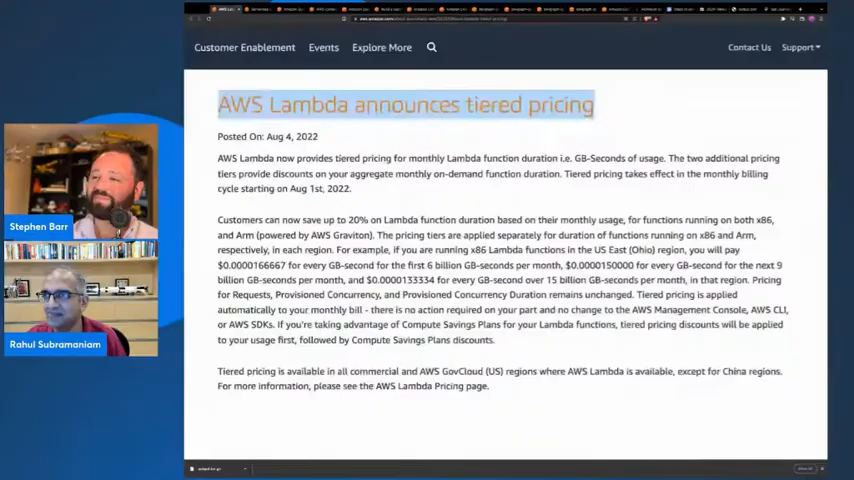 Customer Enablement Events Explore More Contact Us Support
AWS Lambda announces tiered pricing
Posted On: Aug 4, 2022
AWS Lambda now provides tiered pricing for monthly Lambda function duration i.e. GB-Seconds of usage. The two additional pricing
tiers provide discounts on your aggregate monthly on-demand function duration. Tiered pricing takes effect in the monthly billing
cycle starting on Aug 1st, 2022.
Customers can now save up to 20% on Lambda function duration based on their monthly usage, for functions running on both x86,
and Arm (powered by AWS Graviton). The pricing tiers are applied separately for duration of functions running on x86 and Arm,
respectively, in each region. For example, if you are running x86 Lambda functions in the US East (Ohio) region, you will pay
$0.0000166667 for every GB-second for the first 6 billion GB-seconds per month, $0.0000150000 for every GB-second for the next 9
billion GB-seconds per month, and $0.0000133334 for every GB-second over 15 billion GB-seconds per month, in that region. Pricing
for Requests, Provisioned Concurrency, and Provisioned Concurrency Duration remains unchanged. Tiered pricing is applied
automatically to your monthly bill - there is no action required on your part and no change to the AWS Management Console, AWS CLI,
or AWS SDKs. If you're taking advantage of Compute Savings Plans for your Lambda functions, tiered pricing discounts will be applied
to your usage first, followed by Compute Savings Plans discounts.
Tiered pricing is available in all commercial and AWS GovCloud (US) regions where AWS Lambda is available, except for China regions.
For more information, please see the AWS Lambda Pricing page.
Stephen Barr
Rahul Subramaniam